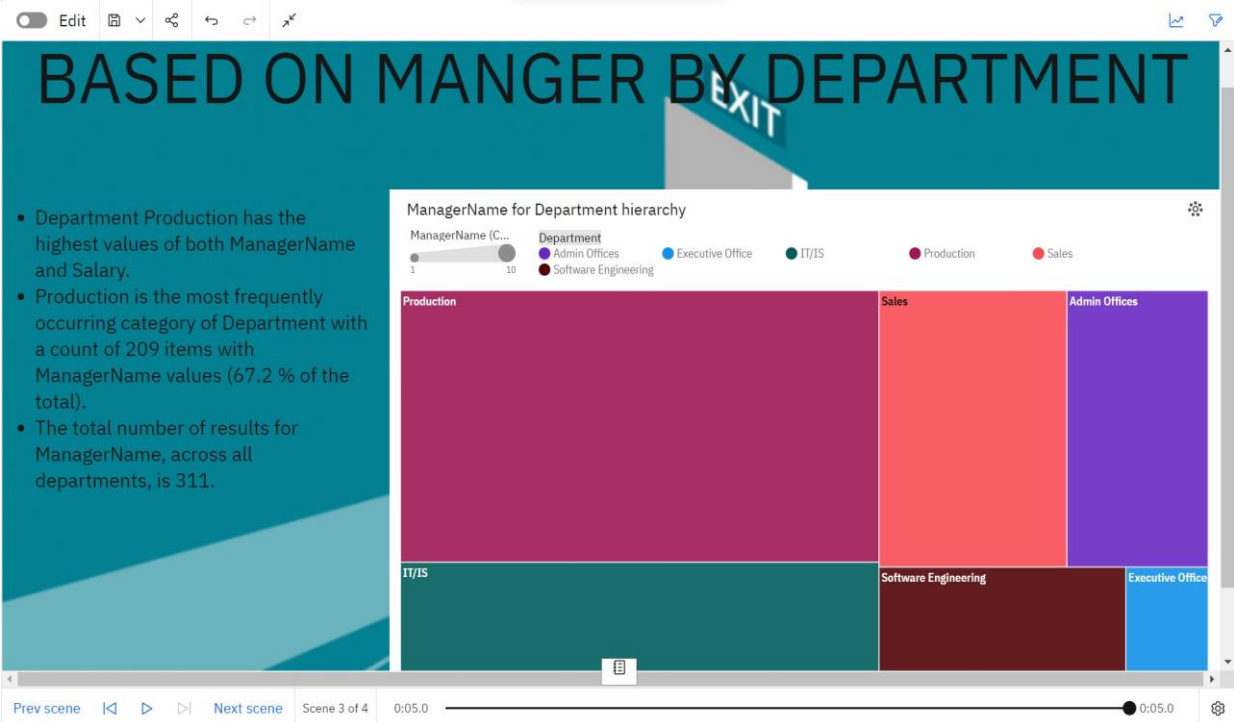 Edit
BASED ON MANGER BY DEPARTMENT
EXIT
• Department Production has the
highest values of both ManagerName
and Salary.
• Production is the most frequently
occurring category of Department with
a count of 209 items with
ManagerName values (67.2 % of the
total).
• The total number of results for
ManagerName, across all
departments, is 311.
ManagerName for Department hierarchy
ManagerName (C...
1 10
Department
Admin Offices Executive Office IT/IS Production Sales
Software Engineering
Production
Sales
Admin Offices
IT/IS
Software Engineering
Executive Office
Prev scene Next scene Scene 3 of 4 0:05.0 0:05.0